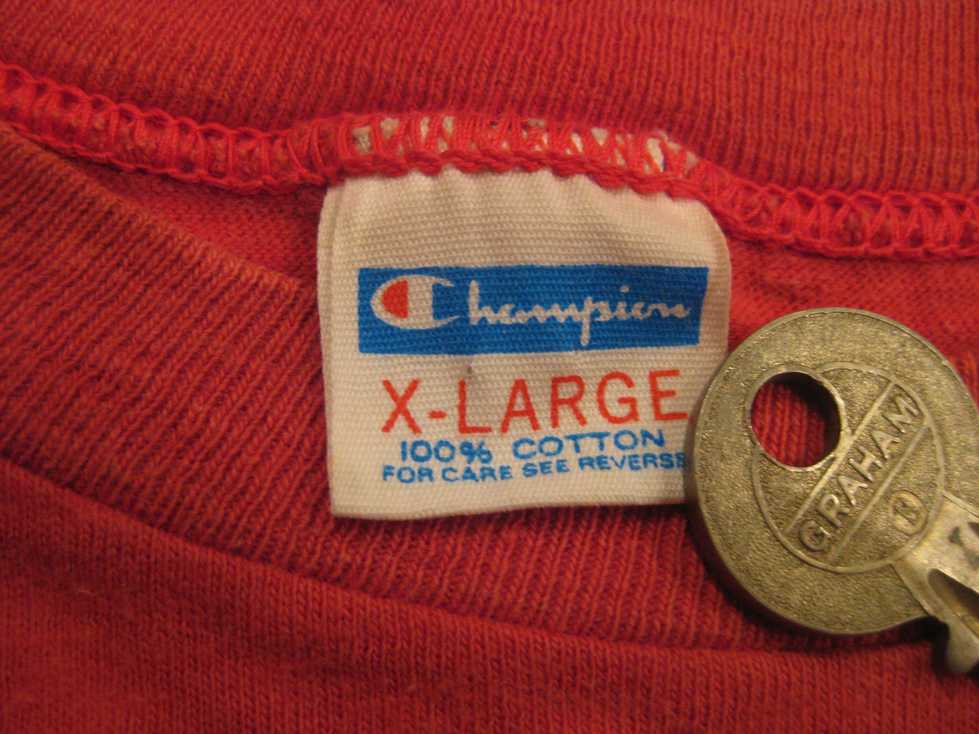 Champion
X-LARGE
100% COTTON
FOR CARE SEE REVERSE
GRAHAM